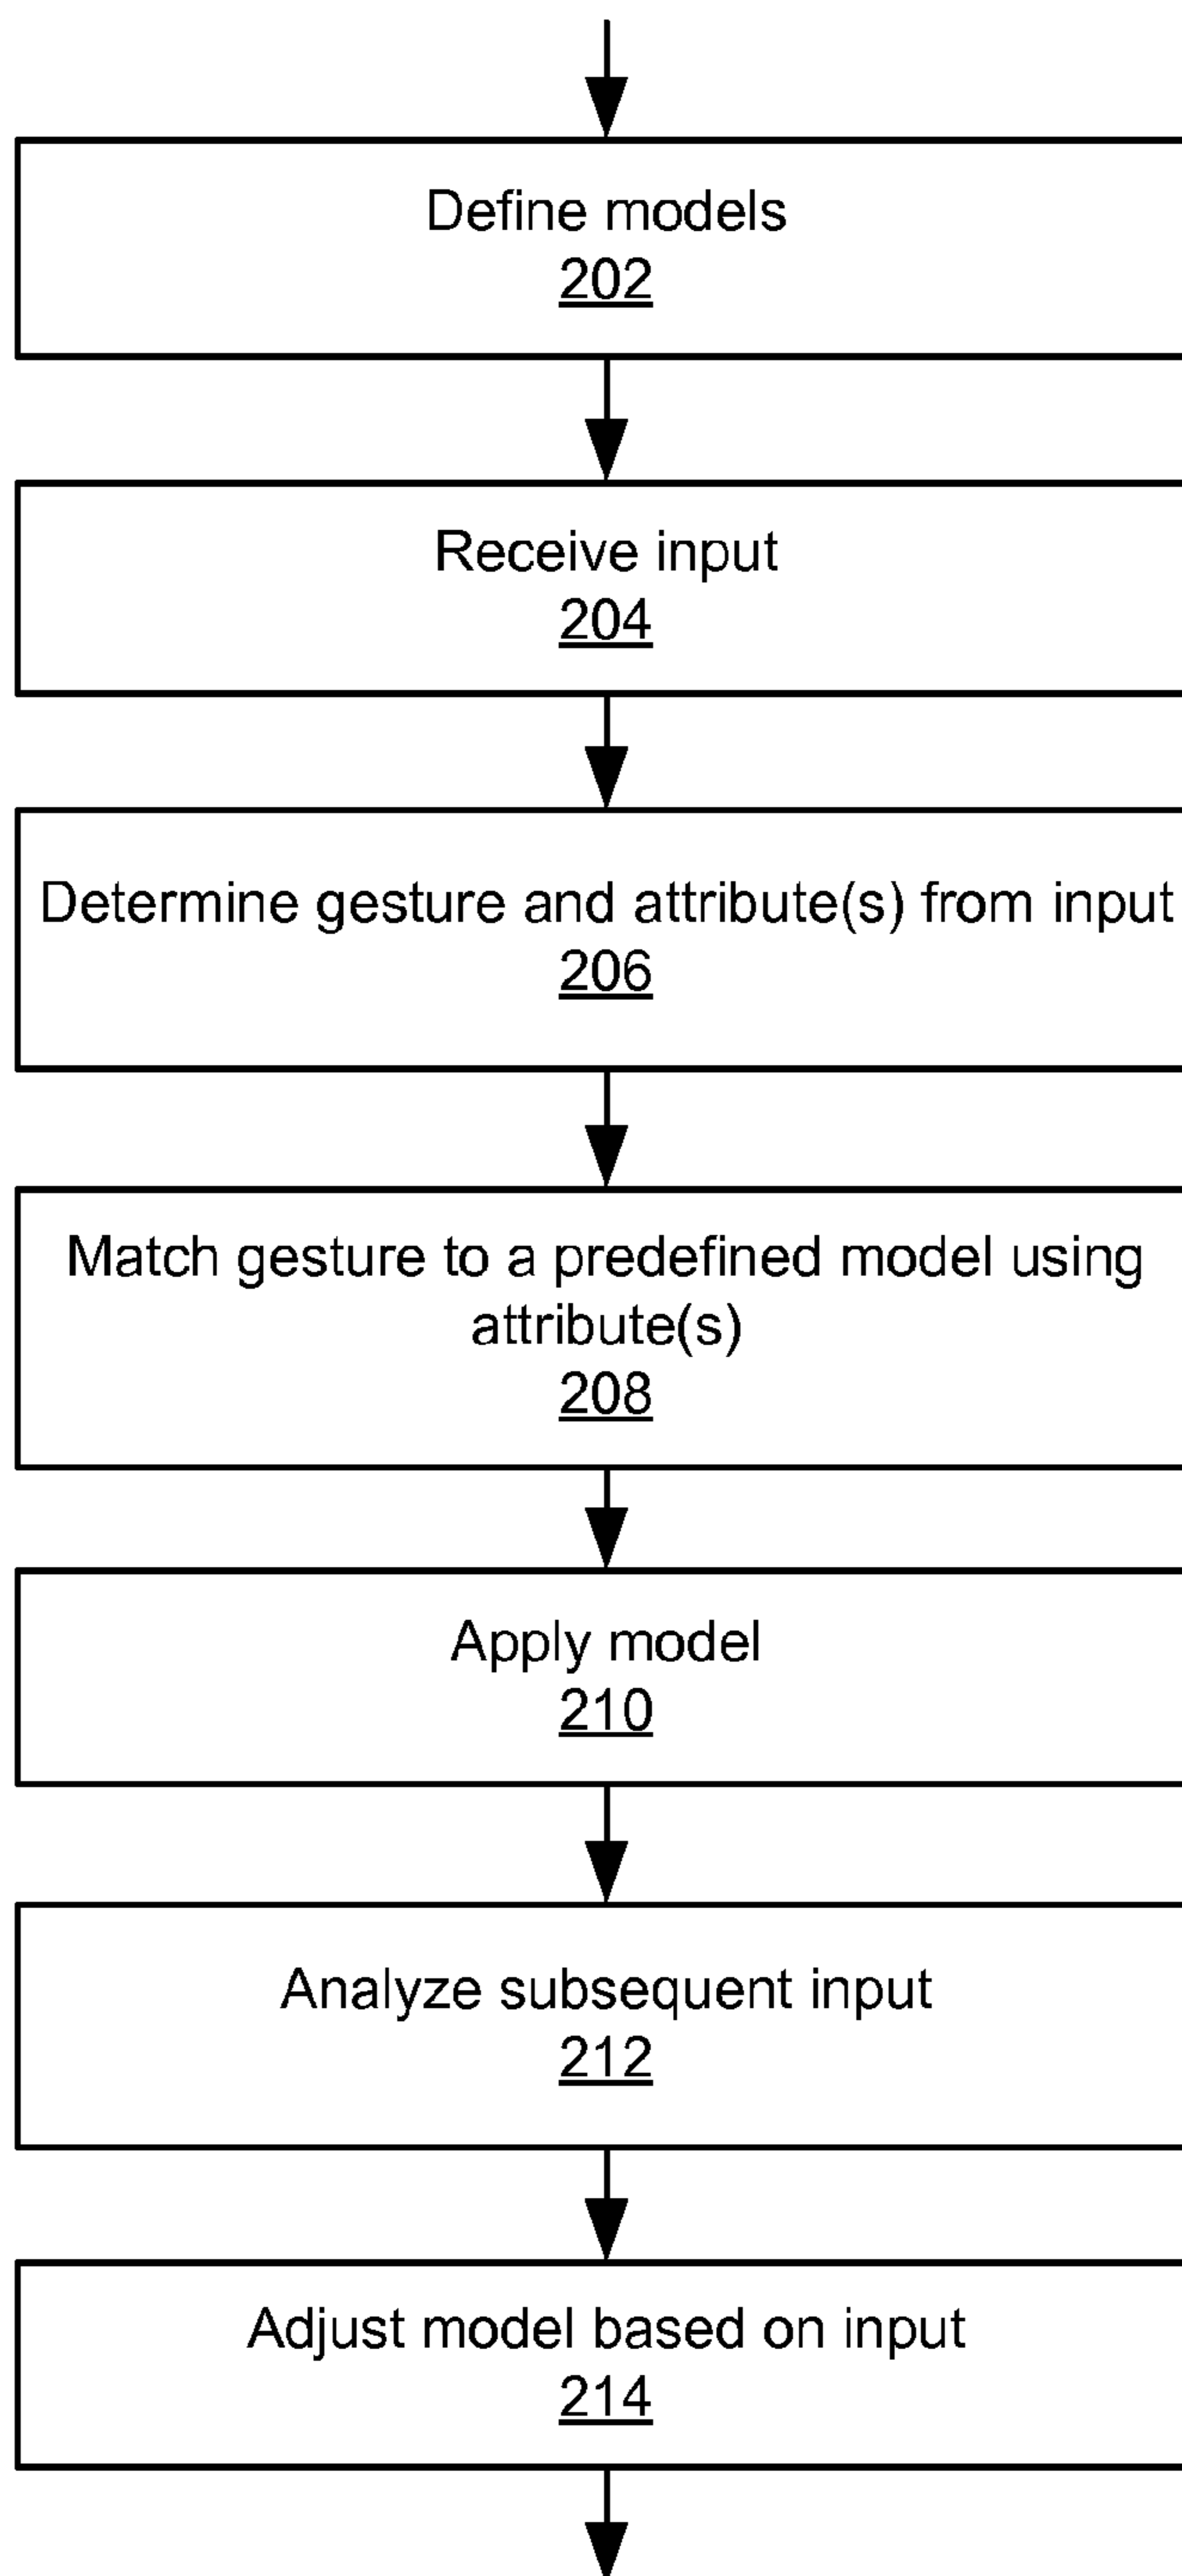 Define models
202
Receive input
204
Determine gesture and attribute(s) from input
206
Match gesture to a predefined model using
attribute(s)
208
Apply model
210
Analyze subsequent input
212
Adjust model based on input
214